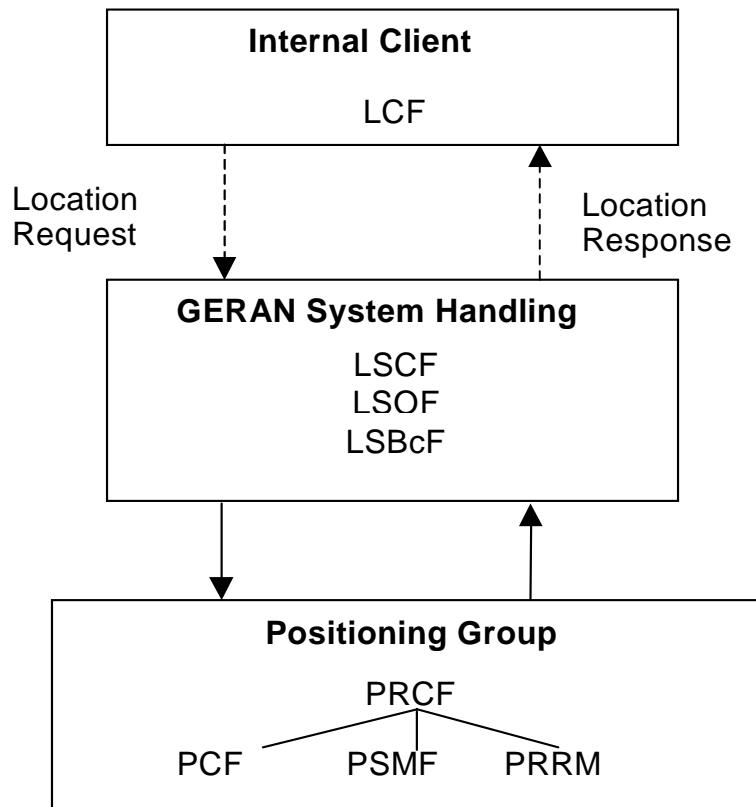 Internal Client
LCF
Location
Request
Location
Response
GERAN System Handling
LSCF
LSOF
LSBcF
Positioning Group
PRCF
PCF PSMF PRRM